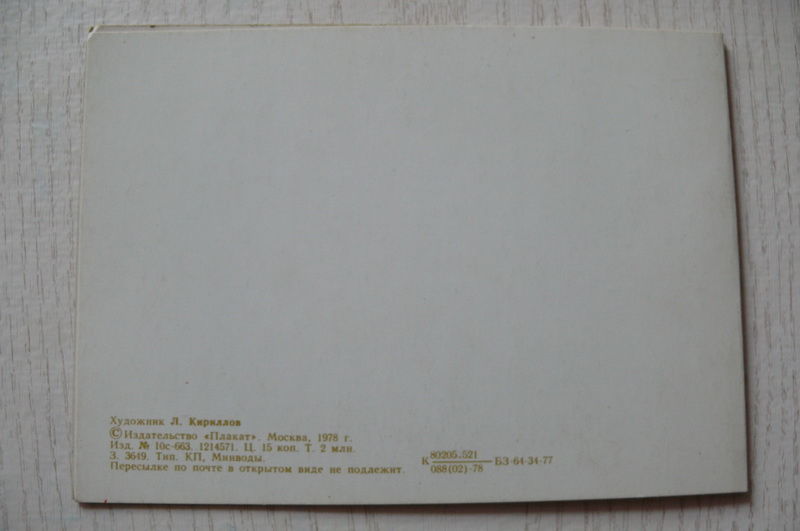 Художник Л. Кириллов
© Издательство «Плакат». Москва, 1978 г.
Изд. № 10с-663. 1214571. Ц. 15 коп. Т. 2 млн.
З. 3649. Тип. КП, Минводы.
Пересылке по почте в открытом виде не подлежит.
К 80205.521 БЗ-64-34-77
088(02)-78